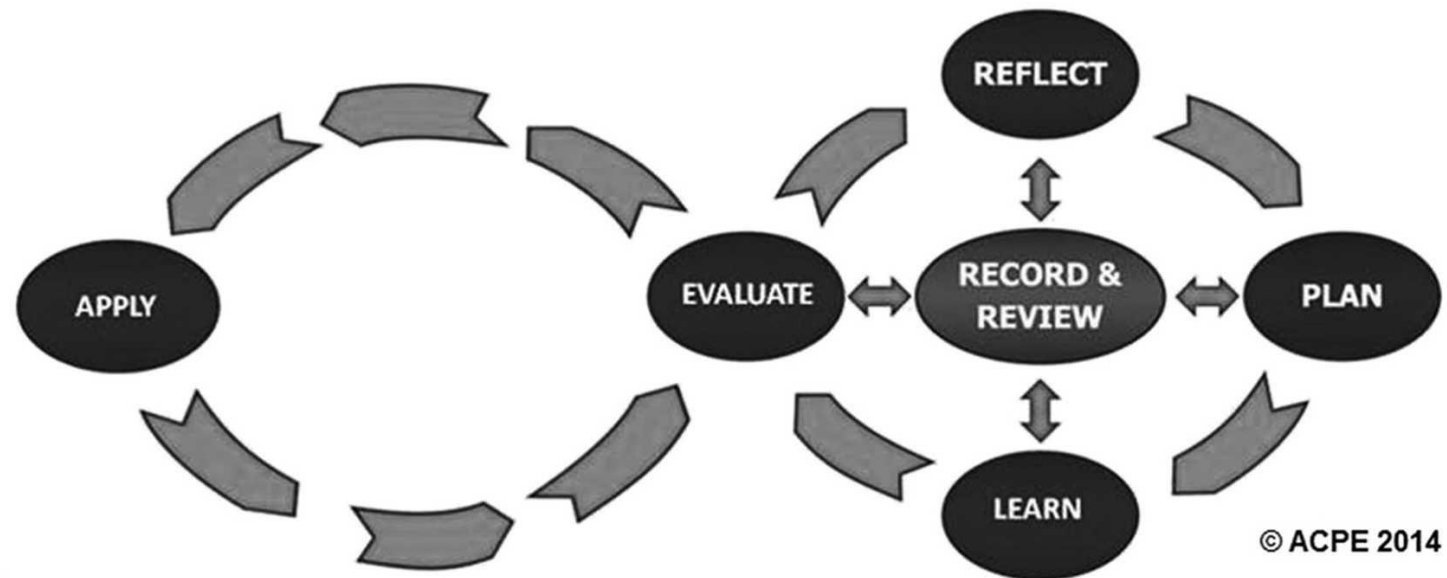 REFLECT
APPLY
EVALUATE
RECORD &
REVIEW
PLAN
LEARN
© ACPE 2014